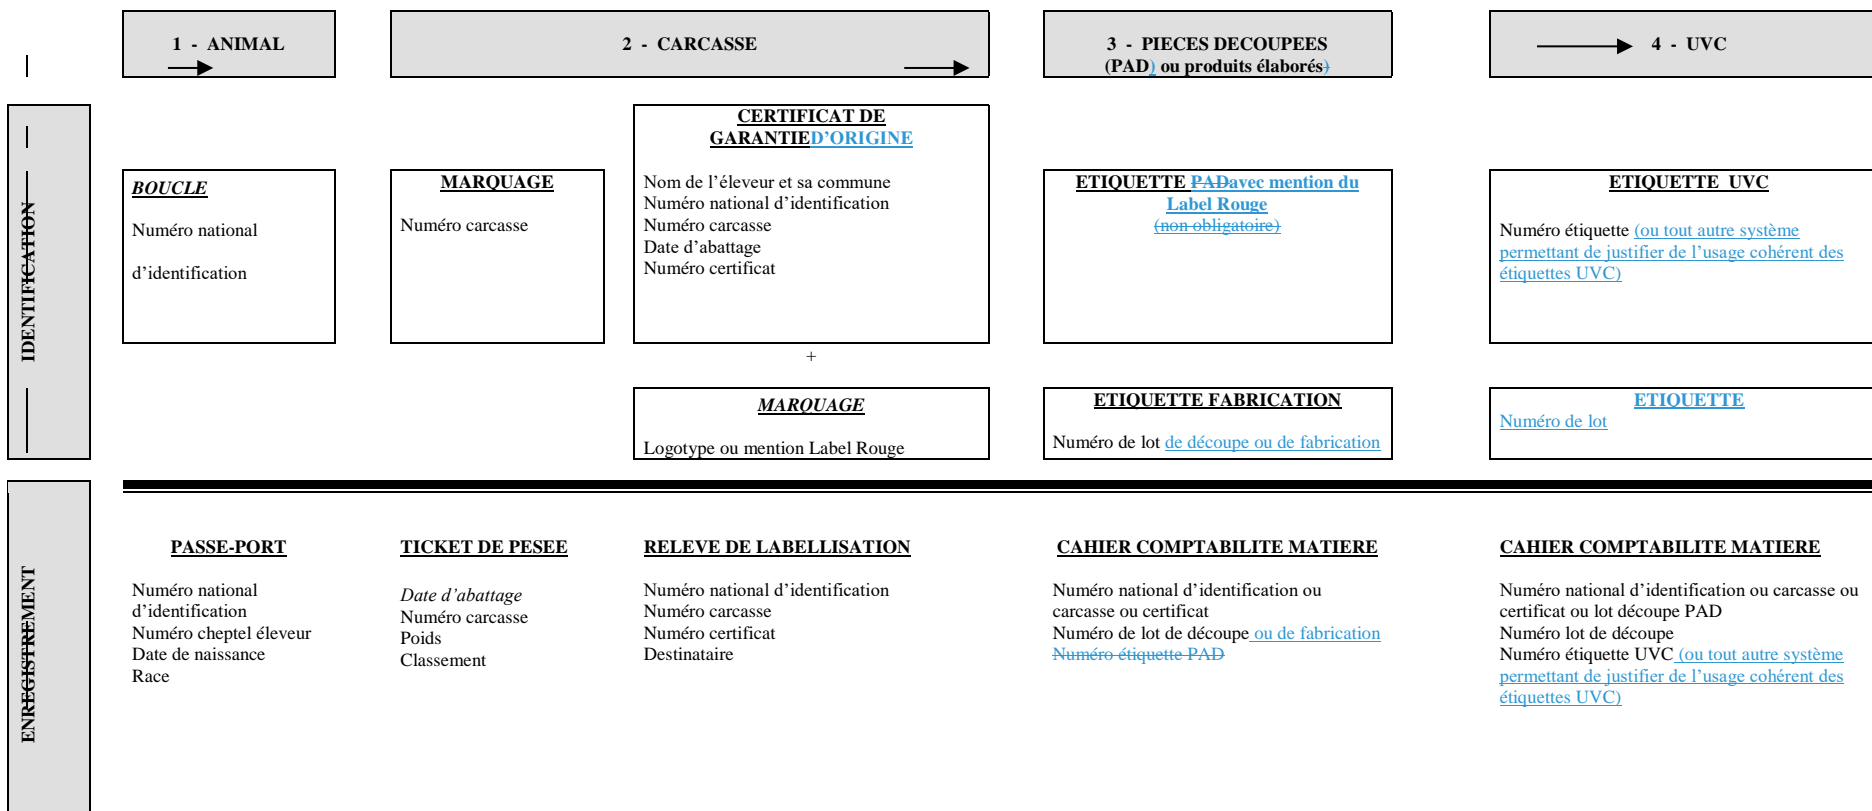 1 - ANIMAL
2 - CARCASSE
3 - PIECES DECOUPEES
(PAD) ou produits élaborés)
4 - UVC
IDENTIFICATION
BOUCLE
Numéro national
d’identification
MARQUAGE
Numéro carcasse
CERTIFICAT DE
GARANTIED’ORIGINE
Nom de l’éleveur et sa commune
Numéro national d’identification
Numéro carcasse
Date d’abattage
Numéro certificat
+
MARQUAGE
Logotype ou mention Label Rouge
ETIQUETTE PADavec mention du
Label Rouge
(non obligatoire)
ETIQUETTE FABRICATION
Numéro de lot de découpe ou de fabrication
ETIQUETTE UVC
Numéro étiquette (ou tout autre système
permettant de justifier de l’usage cohérent des
étiquettes UVC)
ETIQUETTE
Numéro de lot
ENREGISTREMENT
PASSE-PORT
Numéro national
d’identification
Numéro cheptel éleveur
Date de naissance
Race
TICKET DE PESEE
Date d’abattage
Numéro carcasse
Poids
Classement
RELEVE DE LABELLISATION
Numéro national d’identification
Numéro carcasse
Numéro certificat
Destinataire
CAHIER COMPTABILITE MATIERE
Numéro national d’identification ou
carcasse ou certificat
Numéro de lot de découpe ou de fabrication
Numéro étiquette PAD
CAHIER COMPTABILITE MATIERE
Numéro national d’identification ou carcasse ou
certificat ou lot découpe PAD
Numéro lot de découpe
Numéro étiquette UVC (ou tout autre système
permettant de justifier de l’usage cohérent des
étiquettes UVC)